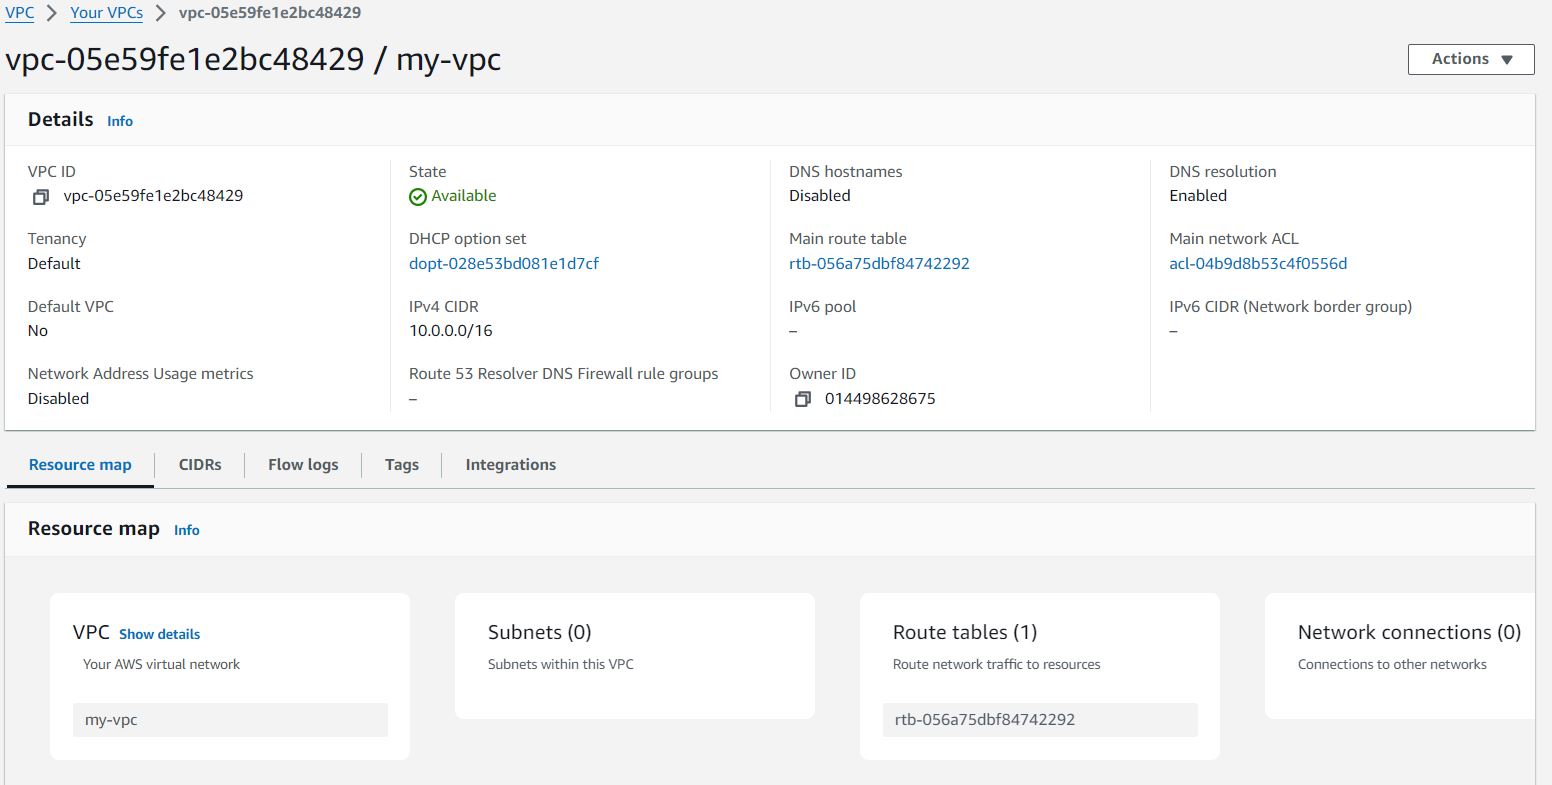 VPC > Your VPCs > vpc-05e59fe1e2bc48429
vpc-05e59fe1e2bc48429 / my-vpc
Actions ▼
Details Info
VPC ID
vpc-05e59fe1e2bc48429
State
Available
DNS hostnames
Disabled
DNS resolution
Enabled
Tenancy
Default
DHCP option set
dopt-028e53bd081e1d7cf
Main route table
rtb-056a75dbf84742292
Main network ACL
acl-04b9d8b53c4f0556d
Default VPC
No
IPv4 CIDR
10.0.0.0/16
IPv6 pool
–
IPv6 CIDR (Network border group)
–
Network Address Usage metrics
Disabled
Route 53 Resolver DNS Firewall rule groups
–
Owner ID
014498628675
Resource map
CIDRs
Flow logs
Tags
Integrations
Resource map Info
VPC Show details
Your AWS virtual network
my-vpc
Subnets (0)
Subnets within this VPC
Route tables (1)
Route network traffic to resources
rtb-056a75dbf84742292
Network connections (0)
Connections to other networks